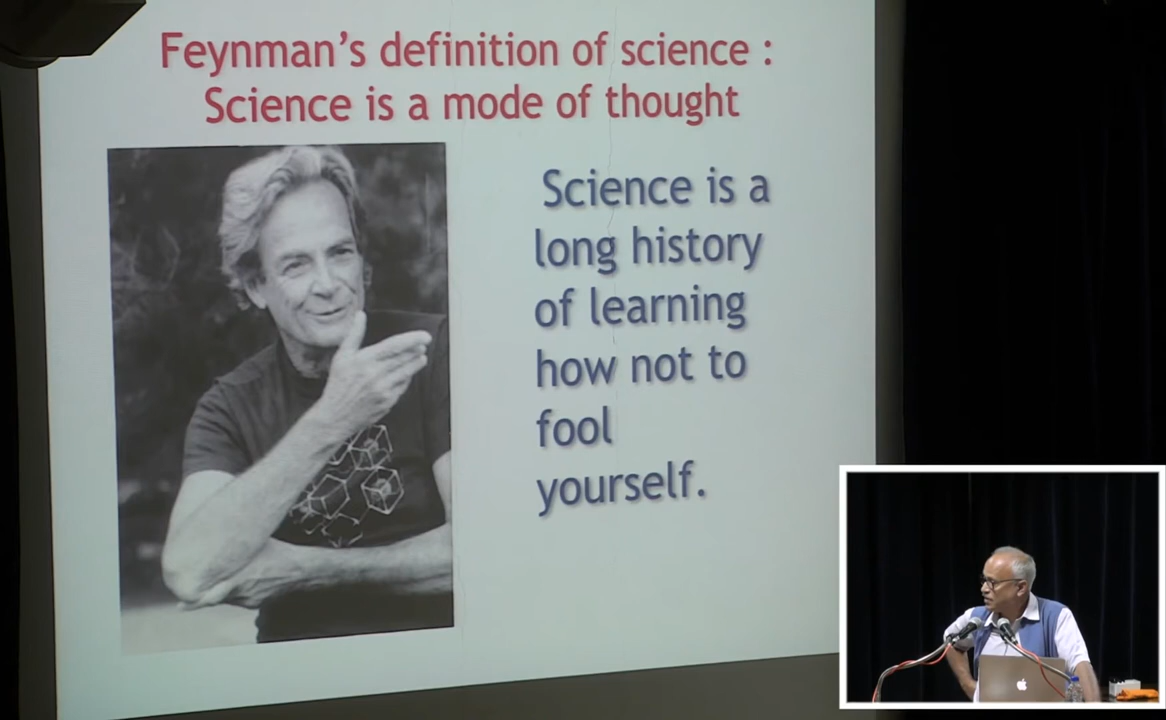 Feynman's definition of science :
Science is a mode of thought
Science is a
long history
of learning
how not to
fool
yourself.